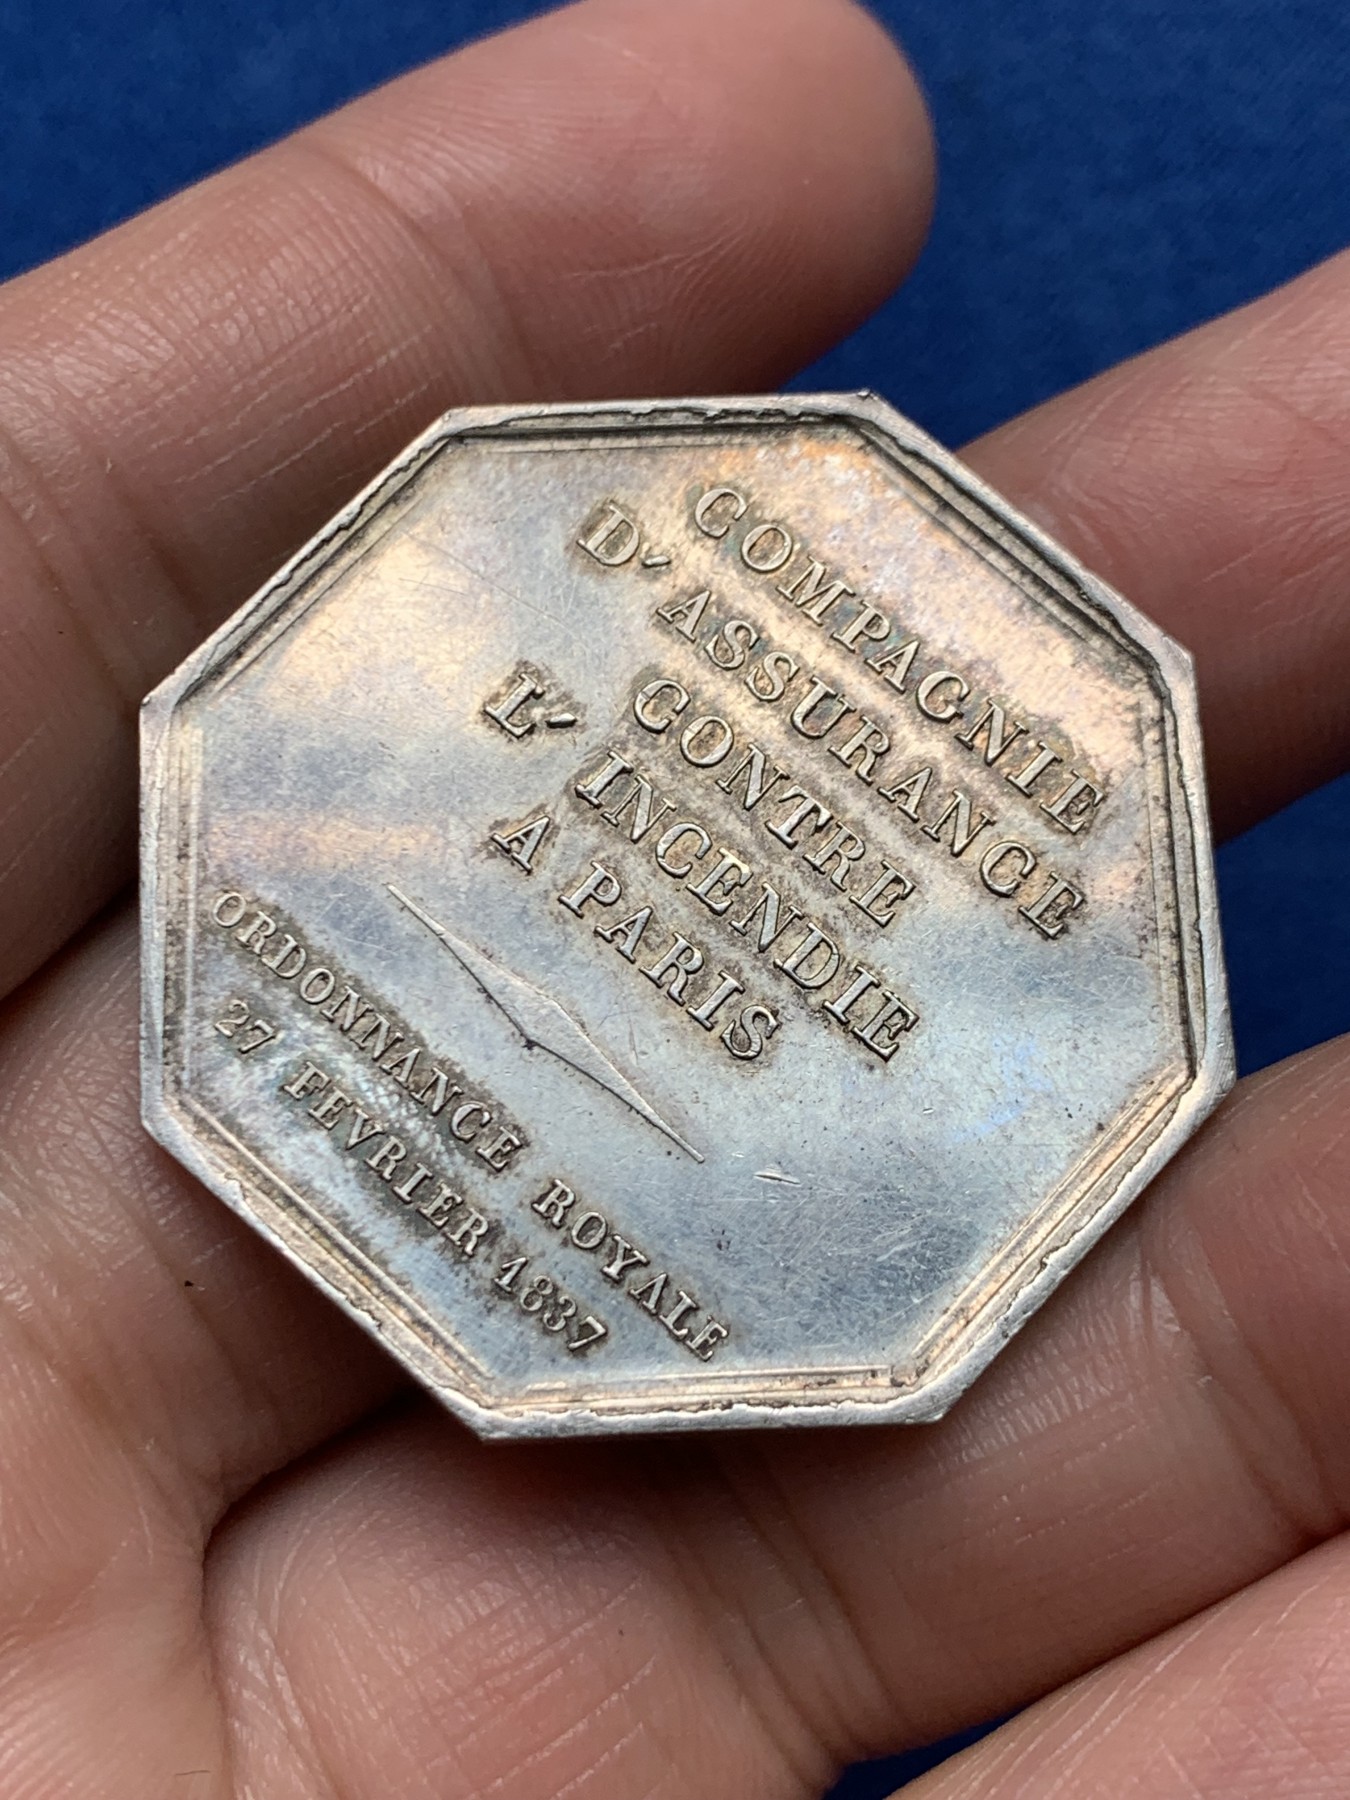 COMPAGNIE
D'ASSURANCE
CONTRE
L'INCENDIE
A PARIS
ORDONNANCE ROYALE
27 FEVRIER 1837